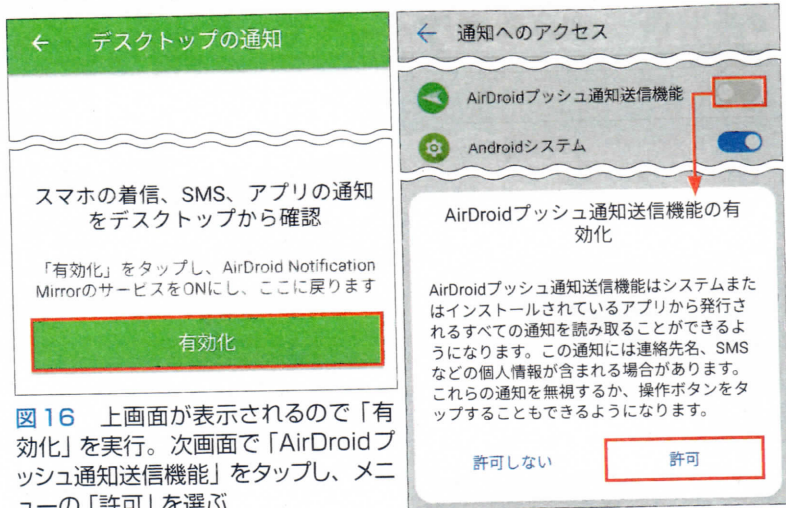 ← デスクトップの通知
スマホの着信、SMS、アプリの通知
をデスクトップから確認
「有効化」をタップし、AirDroid Notification
MirrorのサービスをONにし、ここに戻ります
有効化
図16 上画面が表示されるので「有
効化」を実行。次画面で「AirDroidプ
ッシュ通知送信機能」をタップし、メニ
ューの「許可」を選ぶ
← 通知へのアクセス
AirDroidプッシュ通知送信機能
Androidシステム
AirDroidプッシュ通知送信機能の有
効化
AirDroidプッシュ通知送信機能はシステムまた
はインストールされているアプリから発行さ
れるすべての通知を読み取ることができるよ
うになります。この通知には連絡先名、SMS
などの個人情報が含まれる場合があります。
これらの通知を無視するか、操作ボタンをタ
ップすることもできるようになります。
許可しない 許可